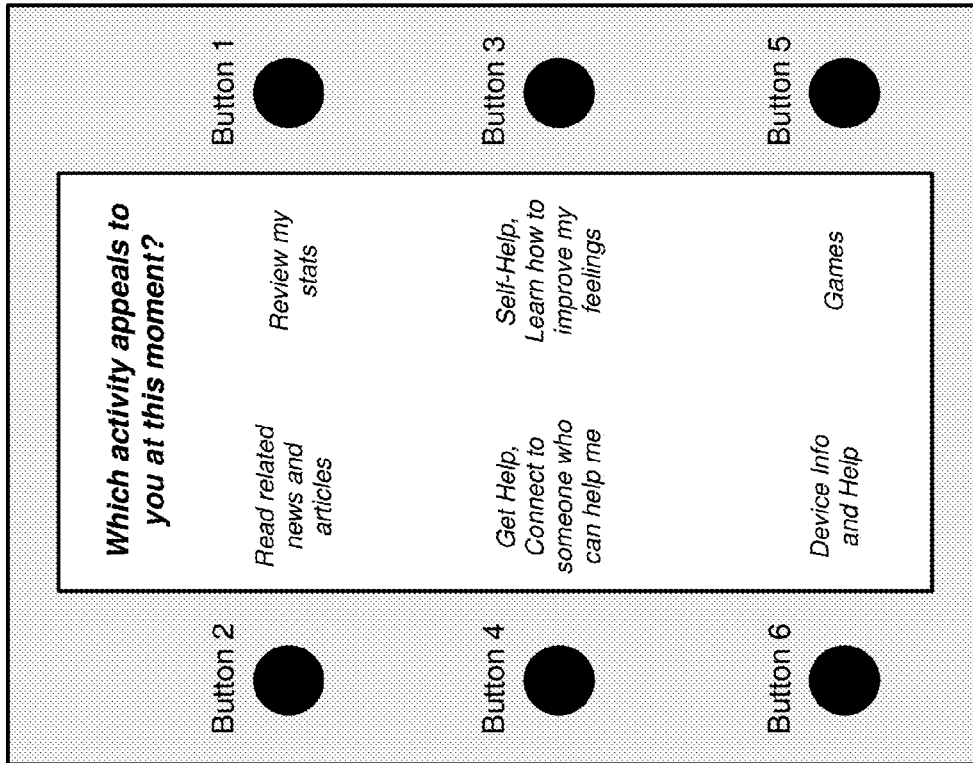 Which activity appeals to
you at this moment?
Button 2
Read related
news and
articles
Review my
stats
Button 1
Button 4
Get Help,
Connect to
someone who
can help me
Self-Help,
Learn how to
improve my
feelings
Button 3
Button 6
Device Info
and Help
Games
Button 5